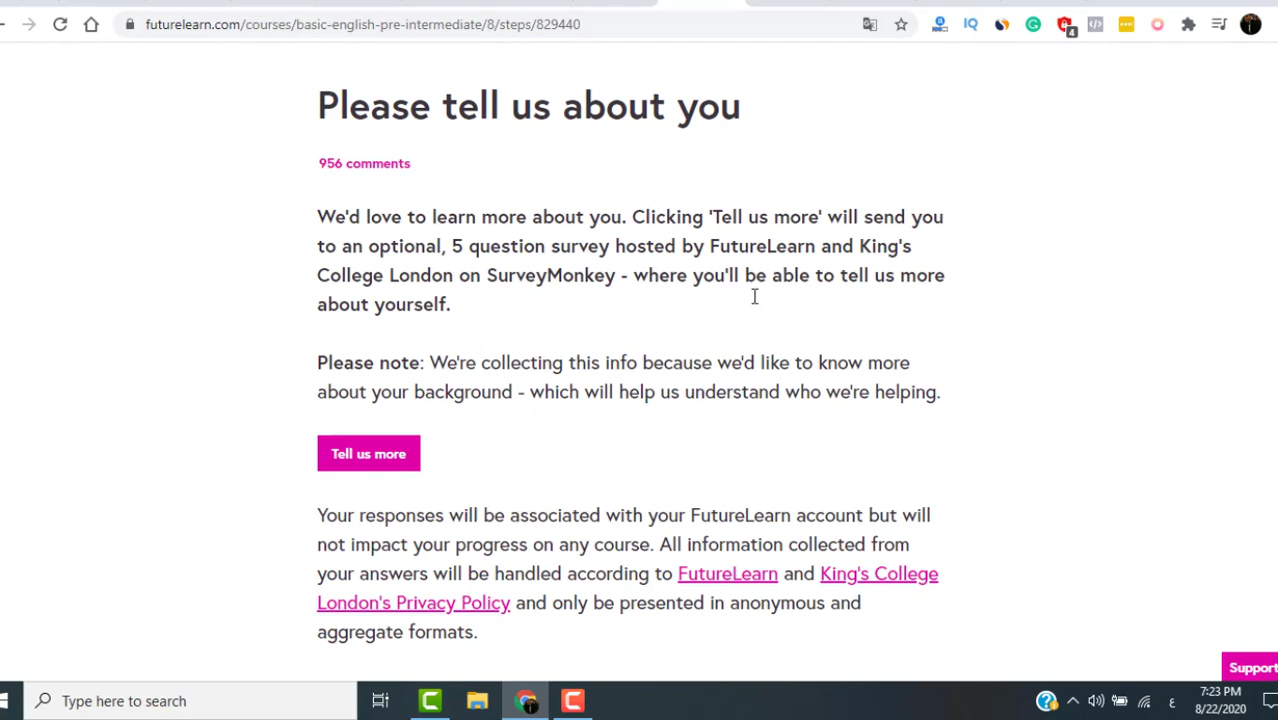 futurelearn.com/courses/basic-english-pre-intermediate/8/steps/829440
IQ
4
Please tell us about you
956 comments
We'd love to learn more about you. Clicking 'Tell us more' will send you
to an optional, 5 question survey hosted by FutureLearn and King's
College London on SurveyMonkey - where you'll be able to tell us more
about yourself.
Please note: We're collecting this info because we'd like to know more
about your background - which will help us understand who we're helping.
Tell us more
Your responses will be associated with your FutureLearn account but will
not impact your progress on any course. All information collected from
your answers will be handled according to FutureLearn and King's College
London's Privacy Policy and only be presented in anonymous and
aggregate formats.
Support
Type here to search
ع
7:23 PM
8/22/2020